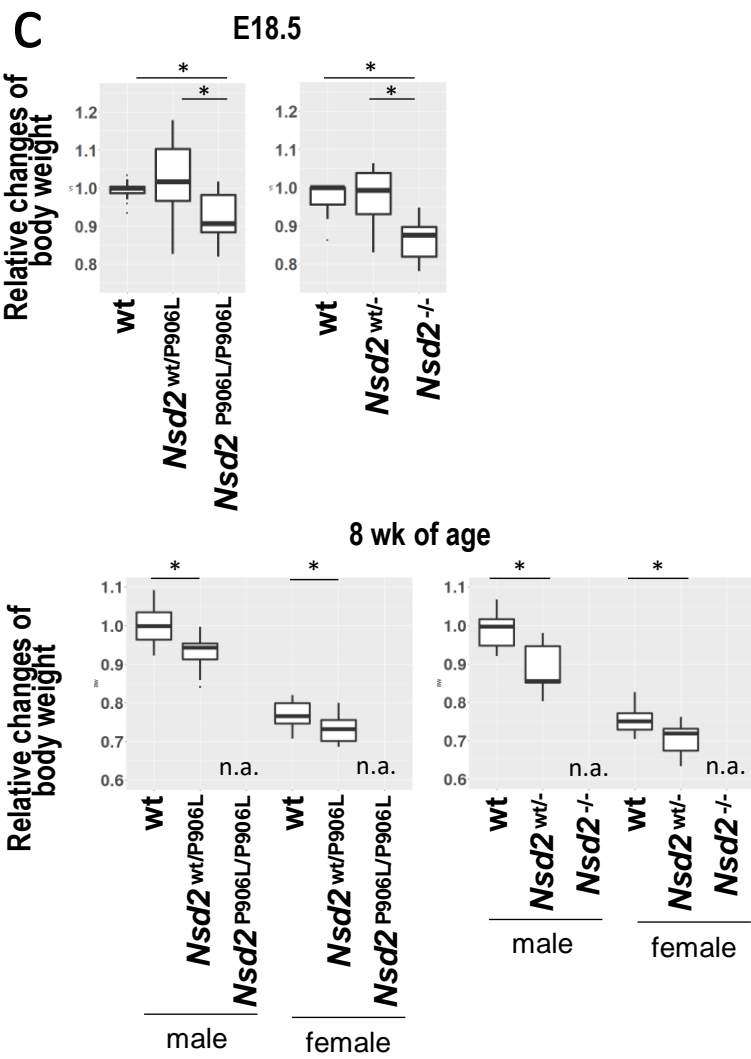 C
E18.5
Relative changes of
body weight
*
*
1.2
1.1
1.0
0.9
0.8
wt
Nsd2 wt/P906L
Nsd2 P906L/P906L
*
*
1.2
1.1
1.0
0.9
0.8
wt
Nsd2 wt/-
Nsd2 -/-
8 wk of age
Relative changes of
body weight
*
*
1.1
1.0
0.9
0.8
0.7
0.6
n.a.
n.a.
wt
Nsd2 wt/P906L
Nsd2 P906L/P906L
wt
Nsd2 wt/P906L
Nsd2 P906L/P906L
male
female
*
*
1.1
1.0
0.9
0.8
0.7
0.6
n.a.
n.a.
wt
Nsd2 wt/-
Nsd2 -/-
wt
Nsd2 wt/-
Nsd2 -/-
male
female